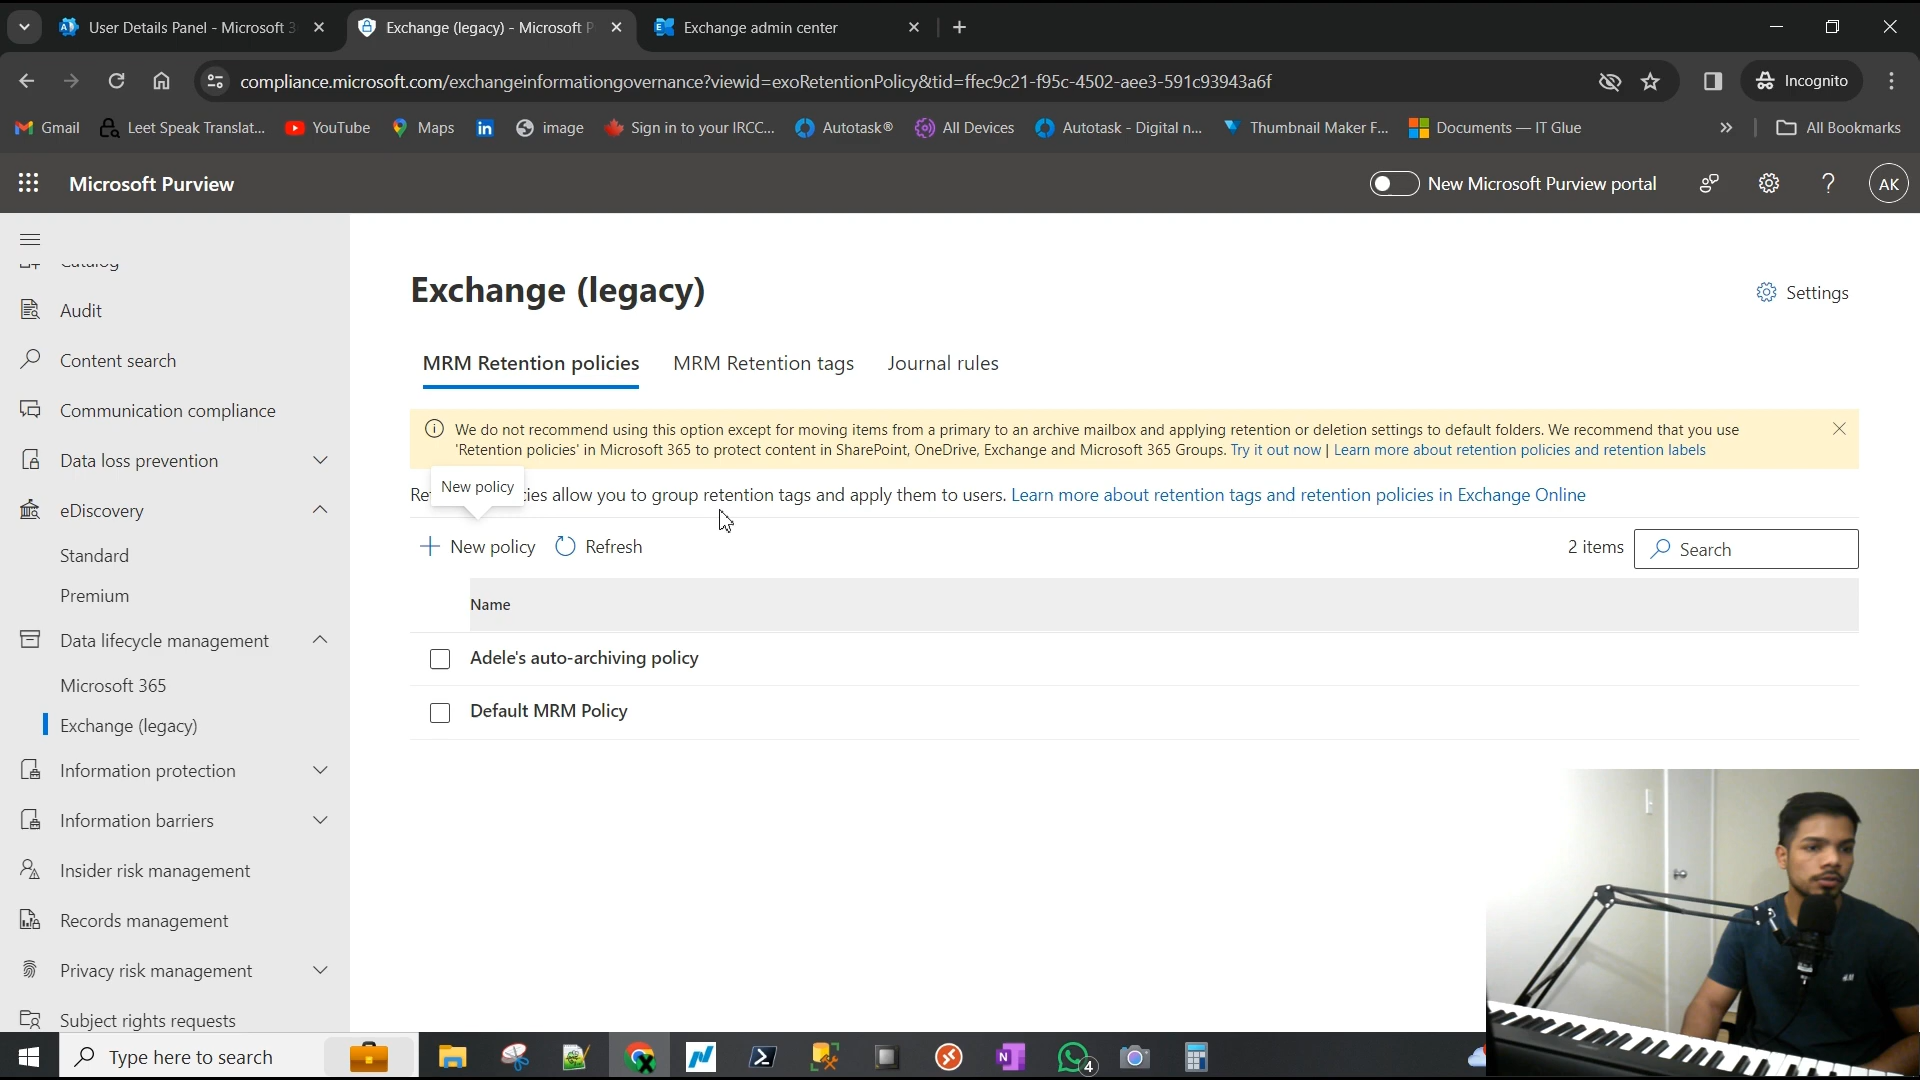 User Details Panel - Microsoft 3
Exchange (legacy) - Microsoft P
Exchange admin center
compliance.microsoft.com/exchangeinformationgovernance?viewid=exoRetentionPolicy&tid=ffec9c21-f95c-4502-aee3-591c93943a6f
Incognito
Gmail
Leet Speak Translat...
YouTube
Maps
image
Sign in to your IRCC...
Autotask®
All Devices
Autotask - Digital n...
Thumbnail Maker F...
Documents — IT Glue
All Bookmarks
Microsoft Purview
New Microsoft Purview portal
AK
Catalog
Audit
Content search
Communication compliance
Data loss prevention
eDiscovery
Standard
Premium
Data lifecycle management
Microsoft 365
Exchange (legacy)
Information protection
Information barriers
Insider risk management
Records management
Privacy risk management
Subject rights requests
Exchange (legacy)
Settings
MRM Retention policies
MRM Retention tags
Journal rules
We do not recommend using this option except for moving items from a primary to an archive mailbox and applying retention or deletion settings to default folders. We recommend that you use
'Retention policies' in Microsoft 365 to protect content in SharePoint, OneDrive, Exchange and Microsoft 365 Groups. Try it out now | Learn more about retention policies and retention labels
New policy
Re cies allow you to group retention tags and apply them to users. Learn more about retention tags and retention policies in Exchange Online
New policy
Refresh
2 items
Search
Name
Adele's auto-archiving policy
Default MRM Policy
Type here to search
4